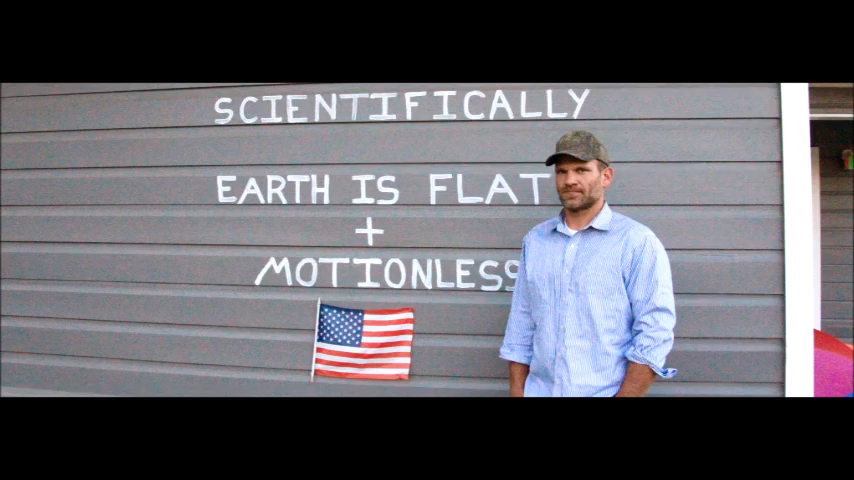 SCIENTIFICALLY
EARTH IS FLAT
+
MOTIONLESS